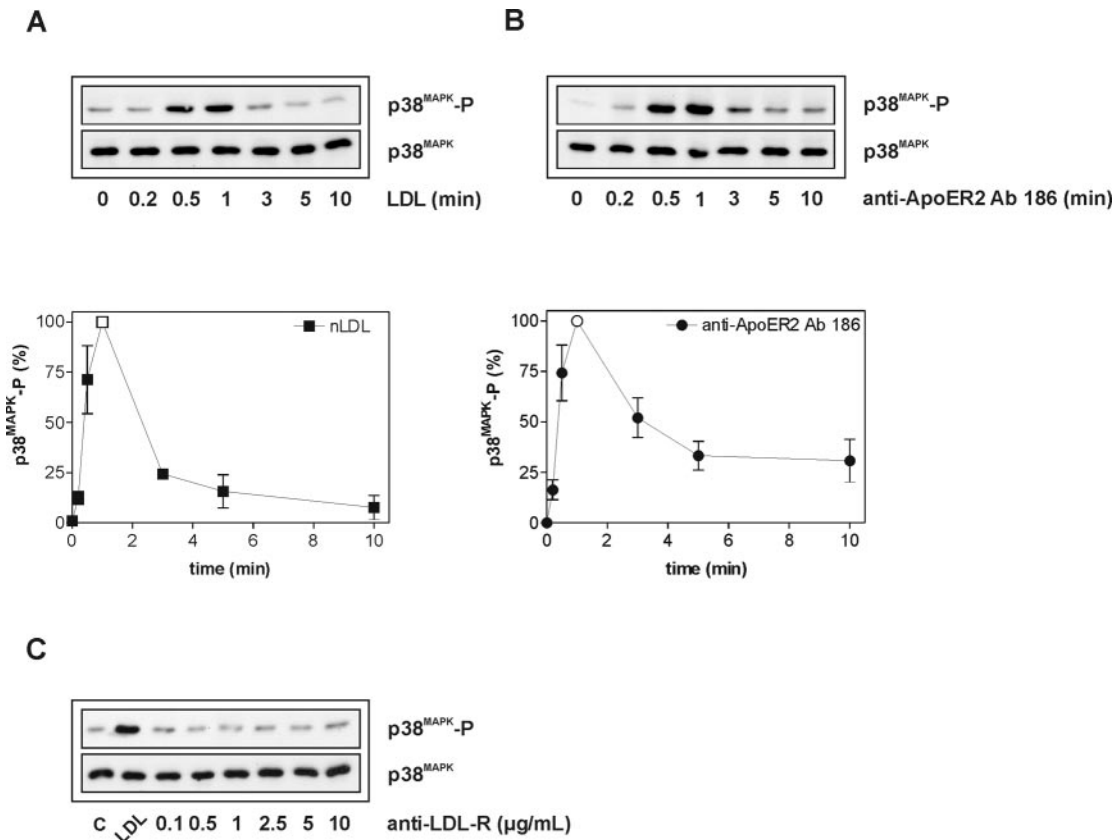 A
p38MAPK-P
p38MAPK
0 0.2 0.5 1 3 5 10 LDL (min)
B
p38MAPK-P
p38MAPK
0 0.2 0.5 1 3 5 10 anti-ApoER2 Ab 186 (min)
p38MAPK-P (%)
100
75
50
25
0
nLDL
0 2 4 6 8 10
time (min)
p38MAPK-P (%)
100
75
50
25
0
anti-ApoER2 Ab 186
0 2 4 6 8 10
time (min)
C
p38MAPK-P
p38MAPK
C LDL 0.1 0.5 1 2.5 5 10 anti-LDL-R (µg/mL)